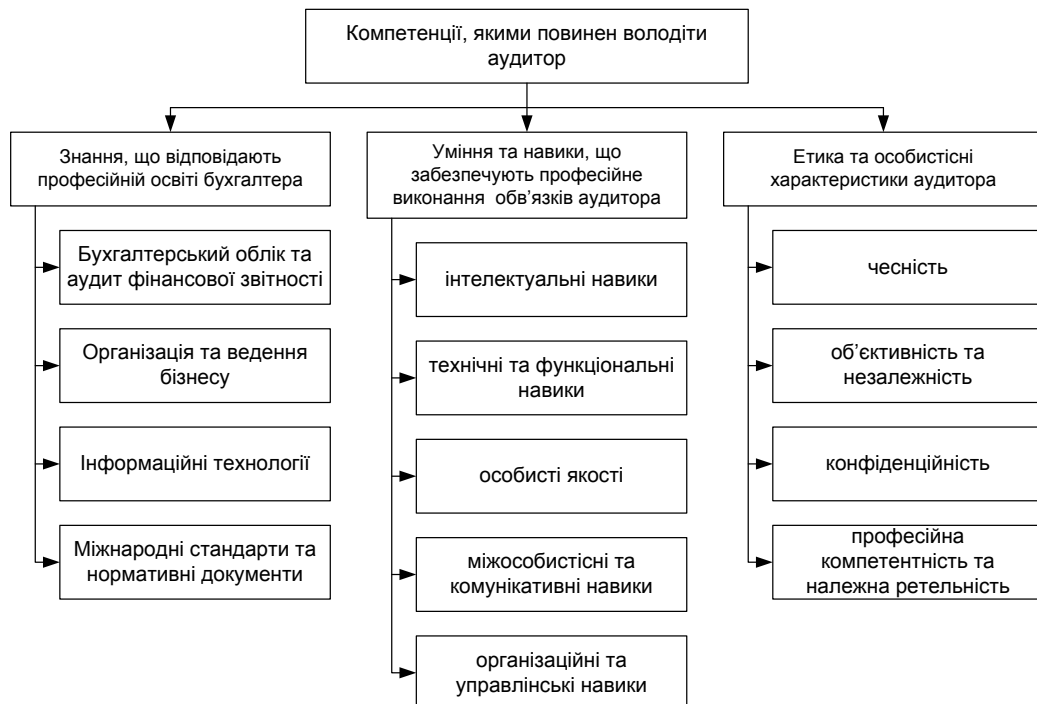 Компетенції, якими повинен володіти
аудитор
Знання, що відповідають
професійній освіті бухгалтера
Бухгалтерський облік та
аудит фінансової звітності
Організація та ведення
бізнесу
Інформаційні технології
Міжнародні стандарти та
нормативні документи
Уміння та навики, що
забезпечують професійне
виконання обв’язків аудитора
інтелектуальні навики
технічні та функціональні
навики
особисті якості
міжособистісні та
комунікативні навики
організаційні та
управлінські навики
Етика та особистісні
характеристики аудитора
чесність
об’єктивність та
незалежність
конфіденційність
професійна
компетентність та
належна ретельність